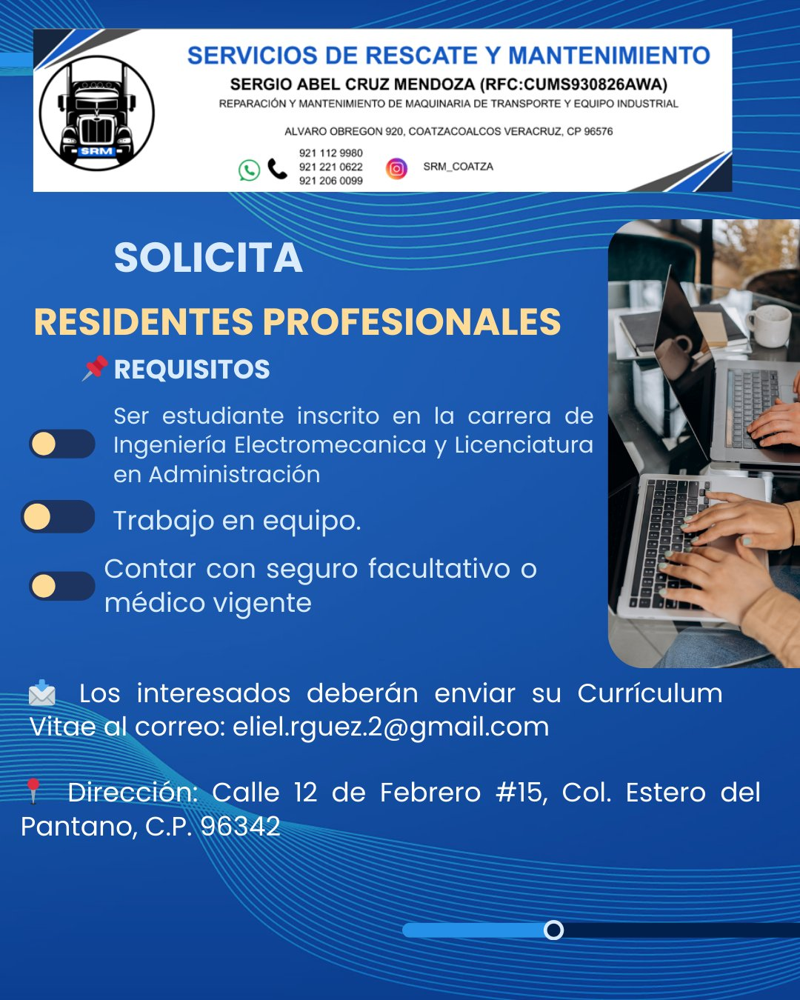 SERVICIOS DE RESCATE Y MANTENIMIENTO
SERGIO ABEL CRUZ MENDOZA (RFC:CUMS930826AWA)
REPARACIÓN Y MANTENIMIENTO DE MAQUINARIA DE TRANSPORTE Y EQUIPO INDUSTRIAL
ALVARO OBREGON 920, COATZACOALCOS VERACRUZ, CP 96576
SRM
921 112 9980
921 221 0622
921 206 0099
SRM_COATZA
SOLICITA
RESIDENTES PROFESIONALES
REQUISITOS
Ser estudiante inscrito en la carrera de
Ingeniería Electromecanica y Licenciatura
en Administración
Trabajo en equipo.
Contar con seguro facultativo o
médico vigente
Los interesados deberán enviar su Currículum
Vitae al correo: eliel.rguez.2@gmail.com
Dirección: Calle 12 de Febrero #15, Col. Estero del
Pantano, C.P. 96342